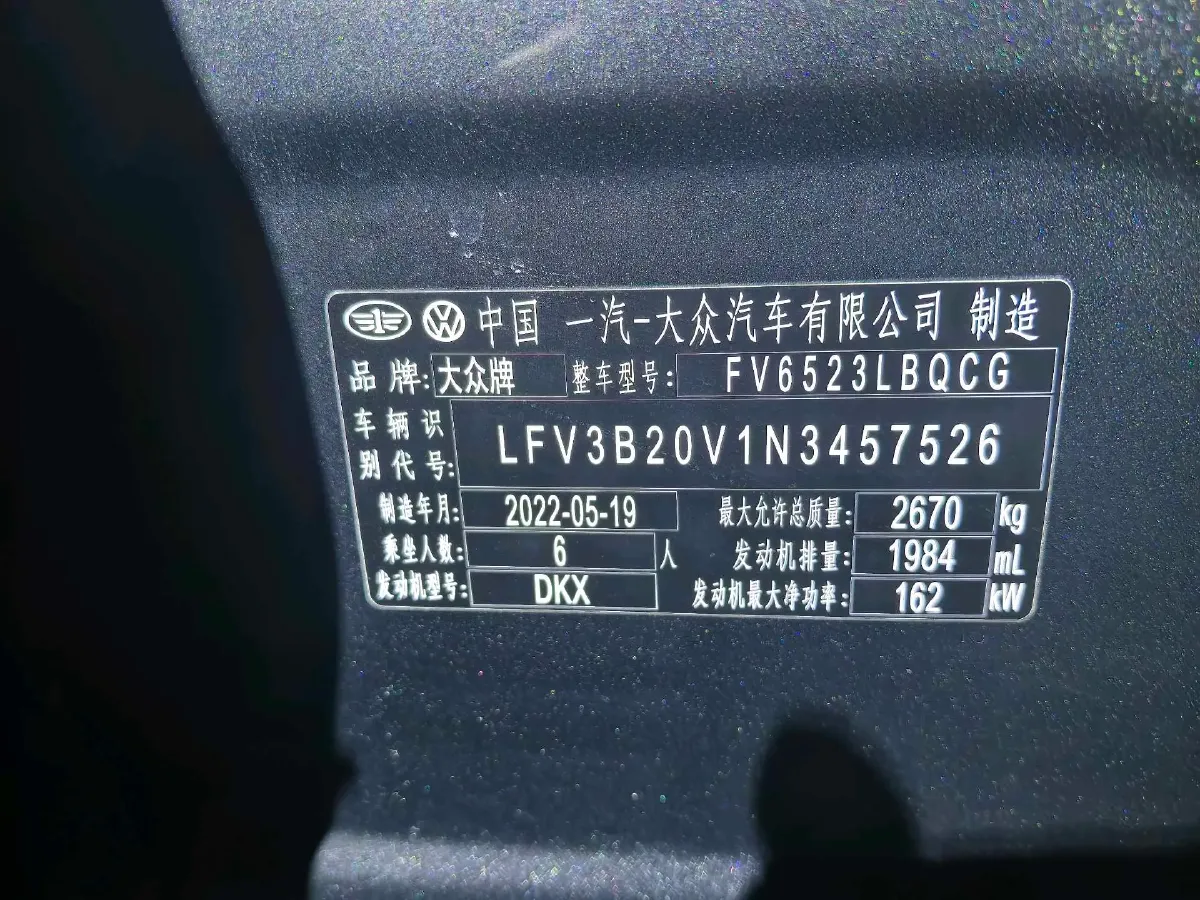 中国 一汽-大众汽车有限公司 制造
品牌:大众牌 整车型号: FV6523LBQCG
车辆识别代号: LFV3B20V1N3457526
制造年月: 2022-05-19 最大允许总质量: 2670 kg
乘坐人数: 6 人 发动机排量: 1984 mL
发动机型号: DKX 发动机最大净功率: 162 kW